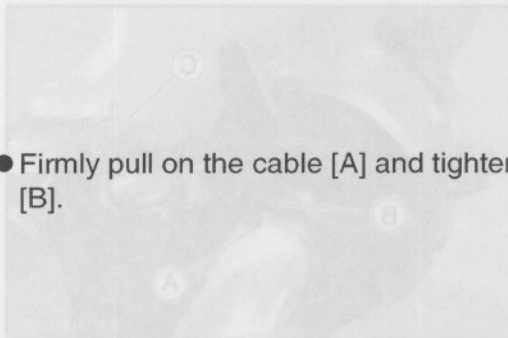 ● Firmly pull on the cable [A] and tighten
[B].